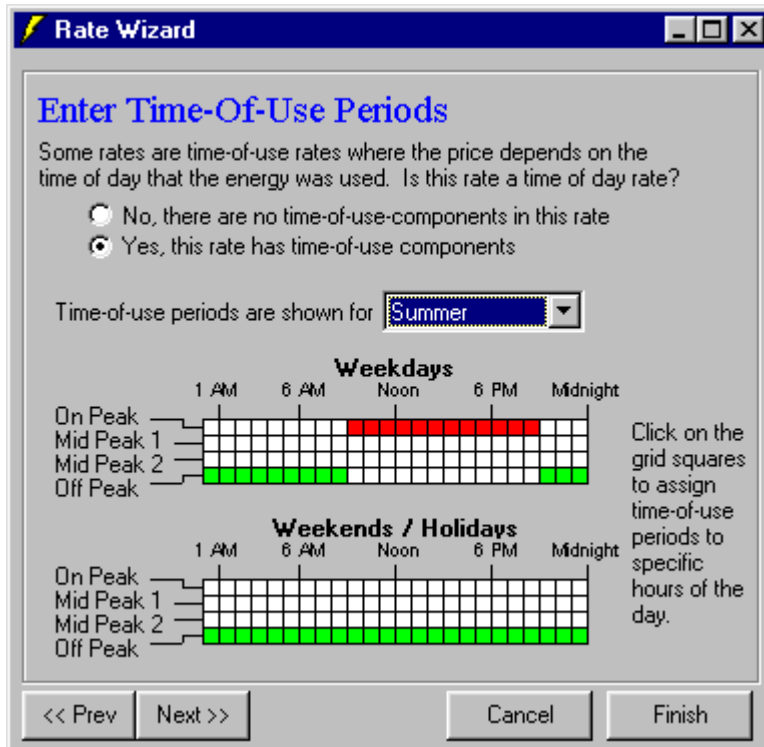 Rate Wizard
Enter Time-Of-Use Periods
Some rates are time-of-use rates where the price depends on the
time of day that the energy was used.  Is this rate a time of day rate?
No, there are no time-of-use-components in this rate
Yes, this rate has time-of-use components
Time-of-use periods are shown for Summer
Weekdays
1 AM 6 AM Noon 6 PM Midnight
On Peak
Mid Peak 1
Mid Peak 2
Off Peak
Weekends / Holidays
1 AM 6 AM Noon 6 PM Midnight
On Peak
Mid Peak 1
Mid Peak 2
Off Peak
Click on the
grid squares
to assign
time-of-use
periods to
specific
hours of the
day.
<< Prev Next >> Cancel Finish